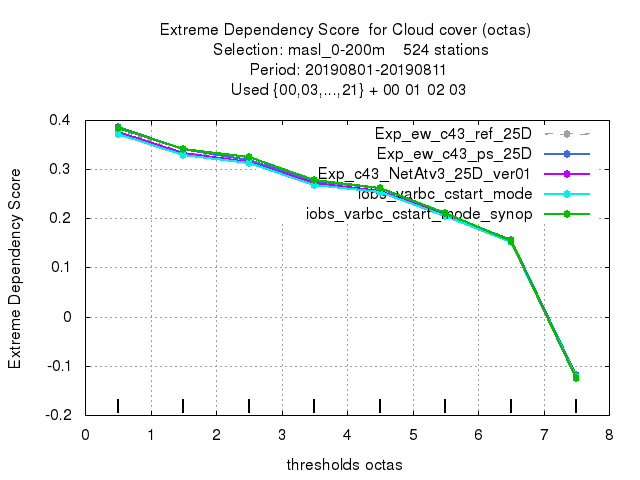 Extreme Dependency Score  for Cloud cover (octas)
Selection: masl_0-200m    524 stations
Period: 20190801-20190811
Used {00,03,...,21} + 00 01 02 03
Exp_ew_c43_ref_25D
Exp_ew_c43_ps_25D
Exp_c43_NetAtv3_25D_ver01
iobs_varbc_cstart_mode
iobs_varbc_cstart_mode_synop
Extreme Dependency Score
0.4
0.3
0.2
0.1
0
-0.1
-0.2
0 1 2 3 4 5 6 7 8
thresholds octas